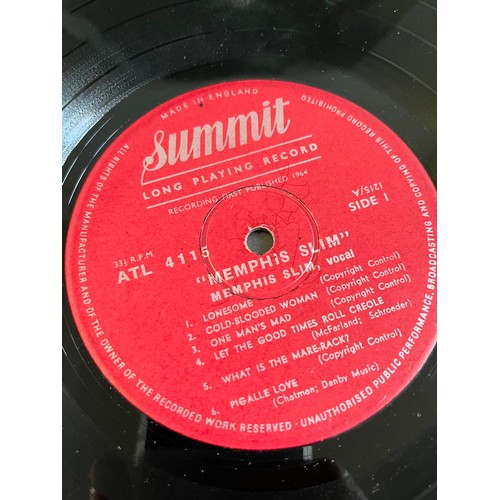 MADE IN ENGLAND
summit
LONG PLAYING RECORD
RECORDING FIRST PUBLISHED 1964
33⅓ R.P.M.
ATL 4115
V/5121
SIDE 1
"MEMPHiS SLiM"
MEMPHIS SLIM, vocal
1. LONESOME (Copyright Control)
2. COLD-BLOODED WOMAN (Copyright Control)
3. ONE MAN'S MAD (Copyright Control)
4. LET THE GOOD TIMES ROLL CREOLE
(McFarland; Schroeder)
5. WHAT IS THE MARE-RACK?
(Copyright Control)
6. PIGALLE LOVE
(Chatman; Danby Music)
ALL RIGHTS OF THE MANUFACTURER AND OF THE OWNER OF THE RECORDED WORK RESERVED - UNAUTHORISED PUBLIC PERFORMANCE, BROADCASTING AND COPYING OF THIS RECORD PROHIBITED